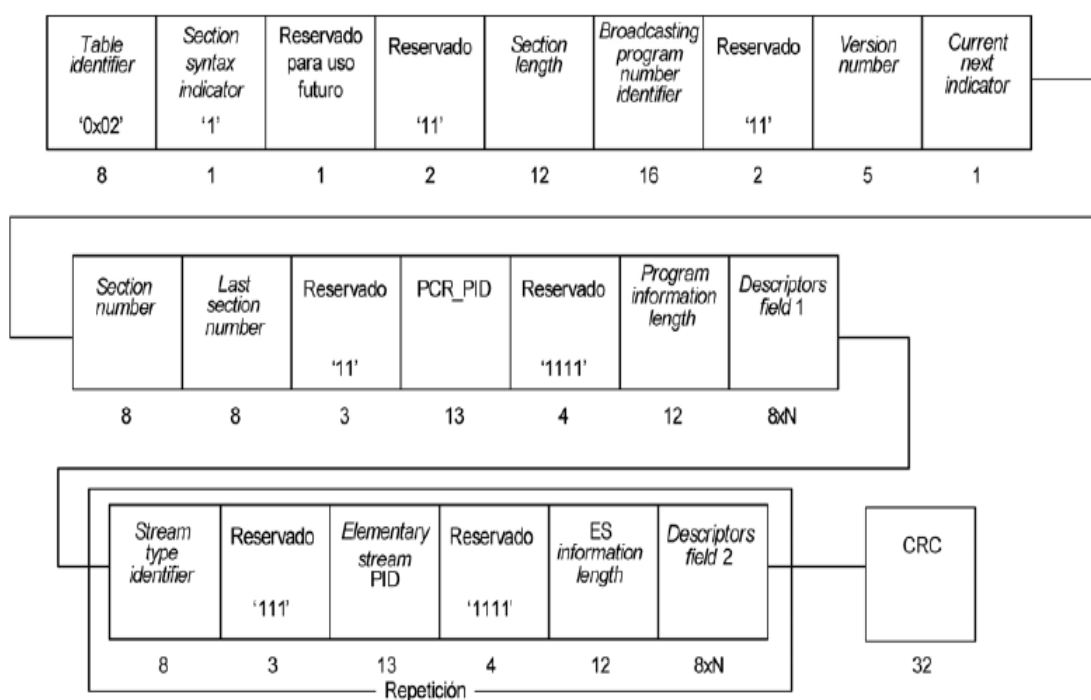 Table identifier '0x02' 8
Section syntax indicator '1' 1
Reservado para uso futuro 1
Reservado '11' 2
Section length 12
Broadcasting program number identifier 16
Reservado '11' 2
Version number 5
Current next indicator 1
Section number 8
Last section number 8
Reservado '11' 3
PCR_PID 13
Reservado '1111' 4
Program information length 12
Descriptors field 1 8xN
Stream type identifier 8
Reservado '111' 3
Elementary stream PID 13
Reservado '1111' 4
ES information length 12
Descriptors field 2 8xN
Repetición
CRC 32